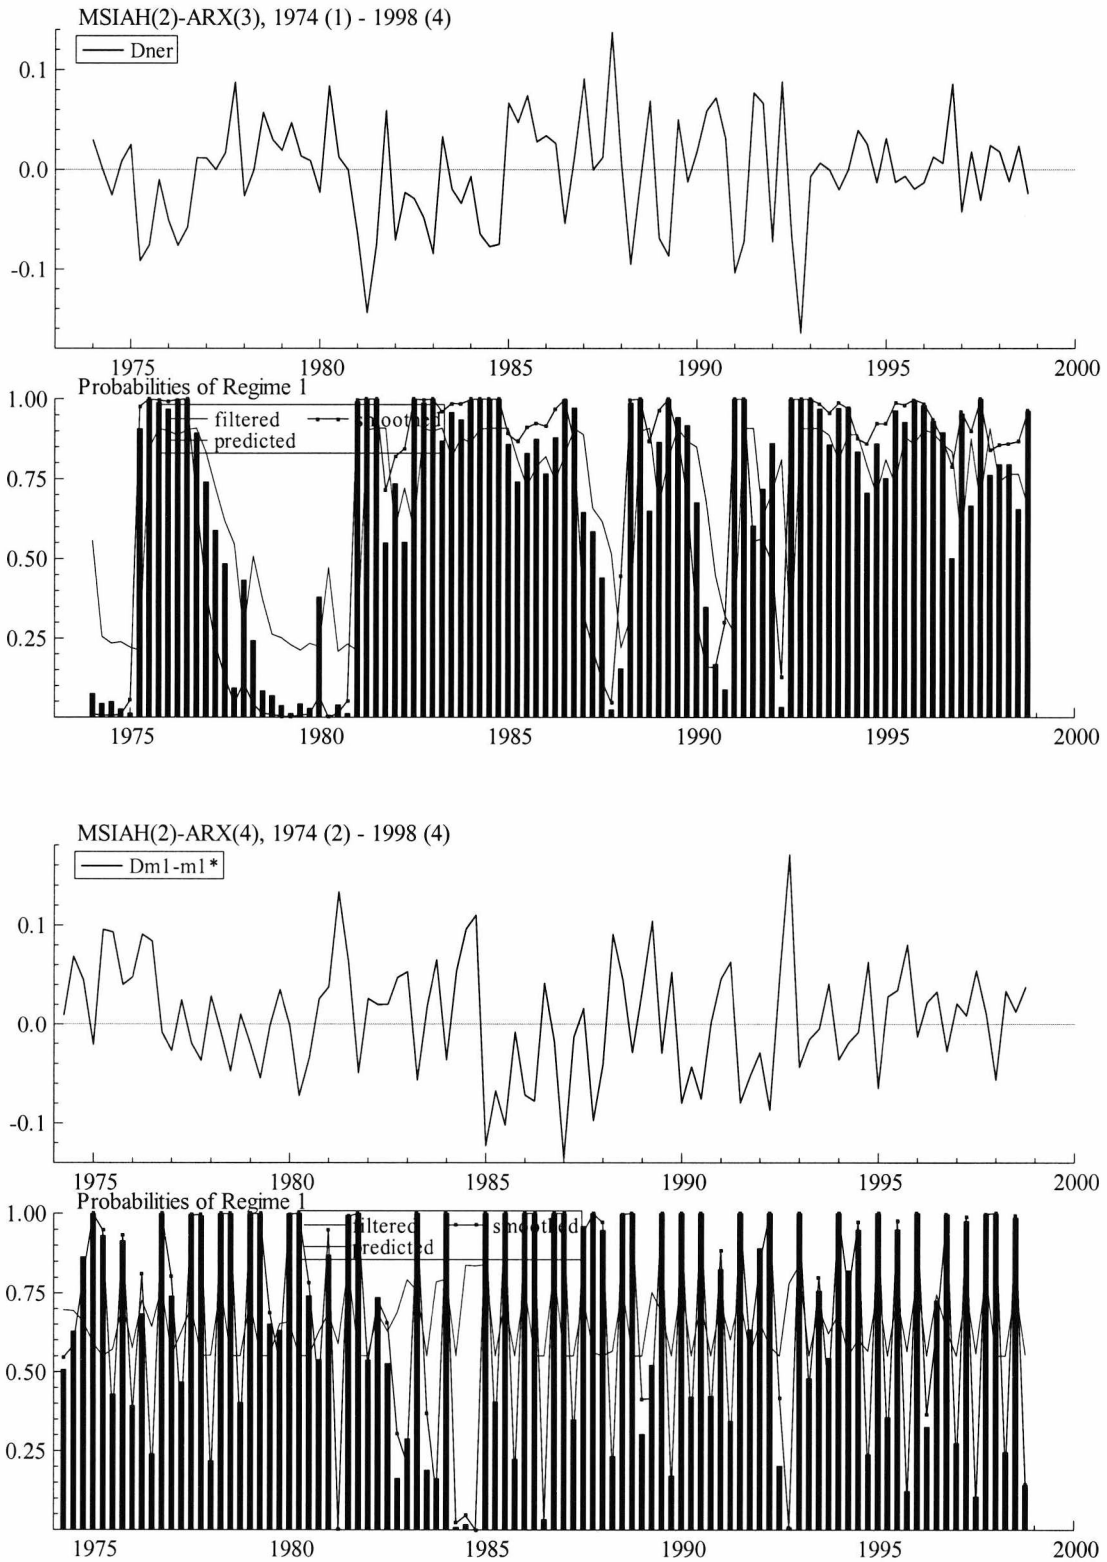 MSIAH(2)-ARX(3), 1974 (1) - 1998 (4)
Dner
0.1
0.0
-0.1
1975 1980 1985 1990 1995 2000
Probabilities of Regime 1
1.00
filtered smoothed
predicted
0.75
0.50
0.25
1975 1980 1985 1990 1995 2000
MSIAH(2)-ARX(4), 1974 (2) - 1998 (4)
Dm1-m1*
0.1
0.0
-0.1
1975 1980 1985 1990 1995 2000
Probabilities of Regime 1
1.00
filtered smoothed
predicted
0.75
0.50
0.25
1975 1980 1985 1990 1995 2000